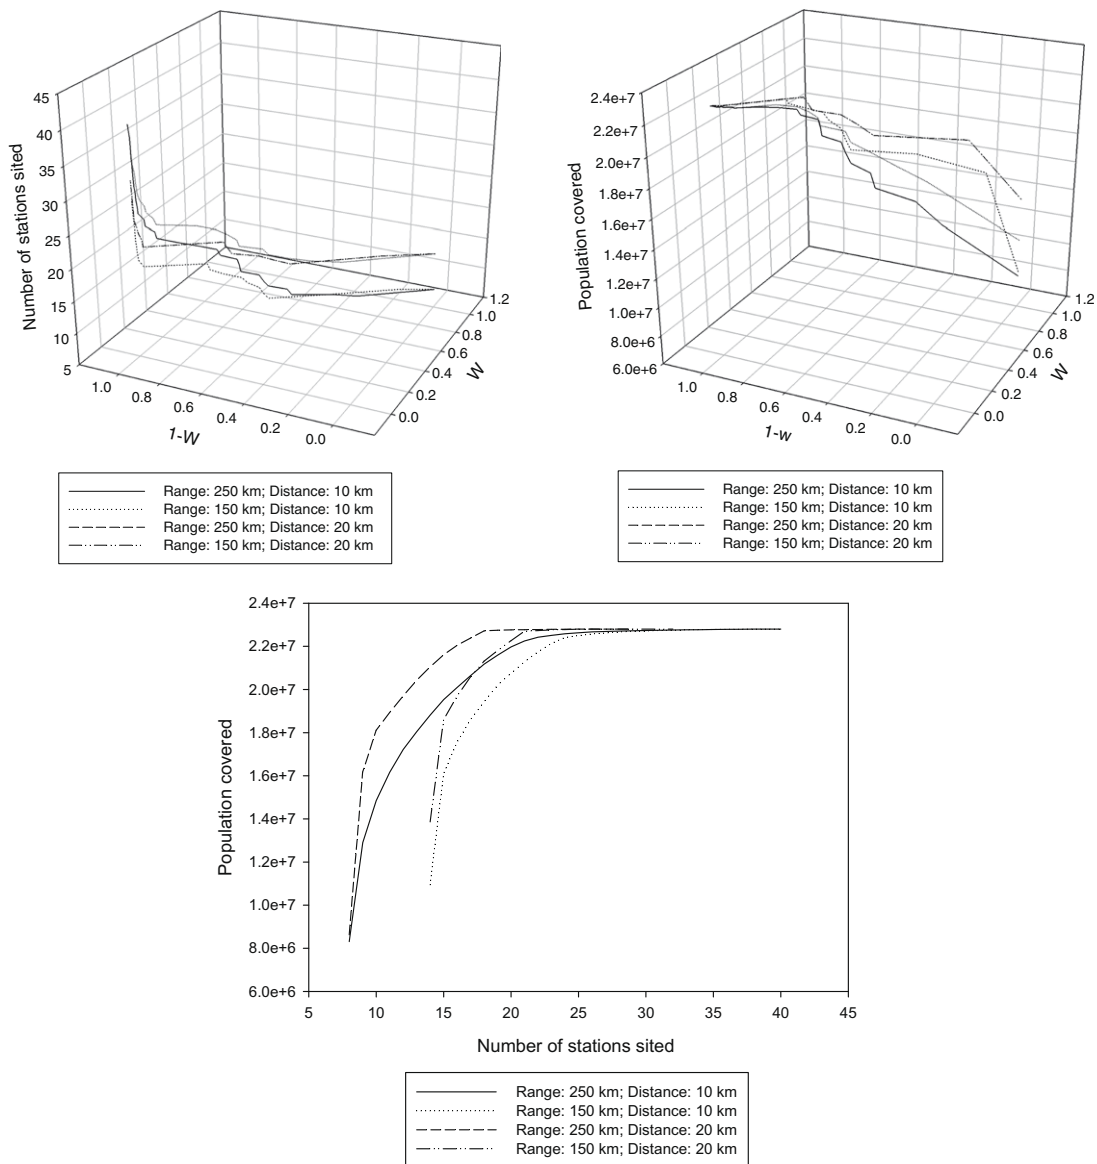 45
40
35
30
25
20
15
10
5
Number of stations sited
1.0
0.8
0.6
0.4
0.2
0.0
1-W
0.0
0.2
0.4
0.6
0.8
1.0
1.2
W
Range: 250 km; Distance: 10 km
Range: 150 km; Distance: 10 km
Range: 250 km; Distance: 20 km
Range: 150 km; Distance: 20 km
2.4e+7
2.2e+7
2.0e+7
1.8e+7
1.6e+7
1.4e+7
1.2e+7
1.0e+7
8.0e+6
6.0e+6
Population covered
1.0
0.8
0.6
0.4
0.2
0.0
1-w
0.0
0.2
0.4
0.6
0.8
1.0
1.2
W
Range: 250 km; Distance: 10 km
Range: 150 km; Distance: 10 km
Range: 250 km; Distance: 20 km
Range: 150 km; Distance: 20 km
2.4e+7
2.2e+7
2.0e+7
1.8e+7
1.6e+7
1.4e+7
1.2e+7
1.0e+7
8.0e+6
6.0e+6
Population covered
5 10 15 20 25 30 35 40 45
Number of stations sited
Range: 250 km; Distance: 10 km
Range: 150 km; Distance: 10 km
Range: 250 km; Distance: 20 km
Range: 150 km; Distance: 20 km